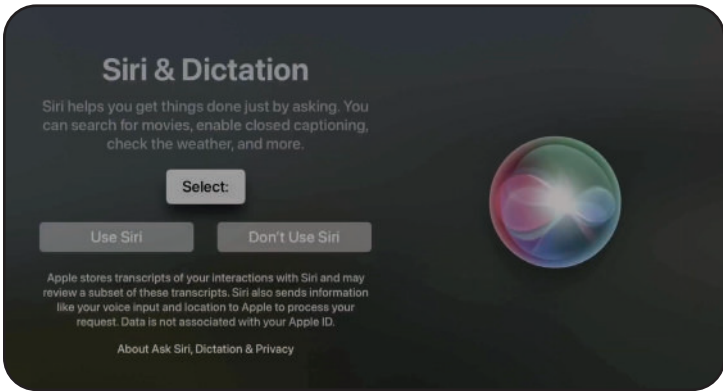 Siri & Dictation
Siri helps you get things done just by asking. You
can search for movies, enable closed captioning,
check the weather, and more.
Select:
Use Siri
Don't Use Siri
Apple stores transcripts of your interactions with Siri and may
review a subset of these transcripts. Siri also sends information
like your voice input and location to Apple to process your
request. Data is not associated with your Apple ID.
About Ask Siri, Dictation & Privacy